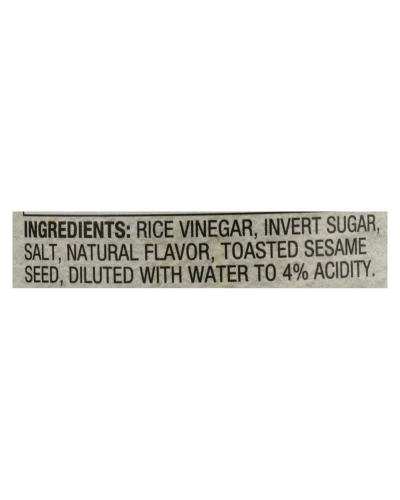 INGREDIENTS: RICE VINEGAR, INVERT SUGAR,
SALT, NATURAL FLAVOR, TOASTED SESAME
SEED, DILUTED WITH WATER TO 4% ACIDITY.